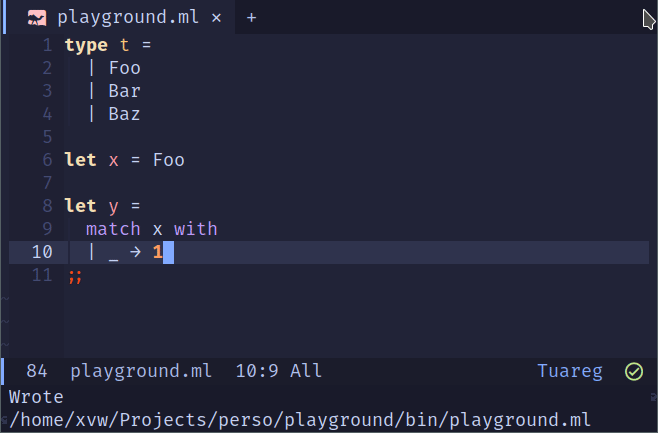 playground.ml × +
1 type t =
2 | Foo
3 | Bar
4 | Baz
5
6 let x = Foo
7
8 let y =
9 match x with
10 | _ → 1
11 ;;
~
~
~
84 playground.ml 10:9 All Tuareg
Wrote
/home/xvw/Projects/perso/playground/bin/playground.ml